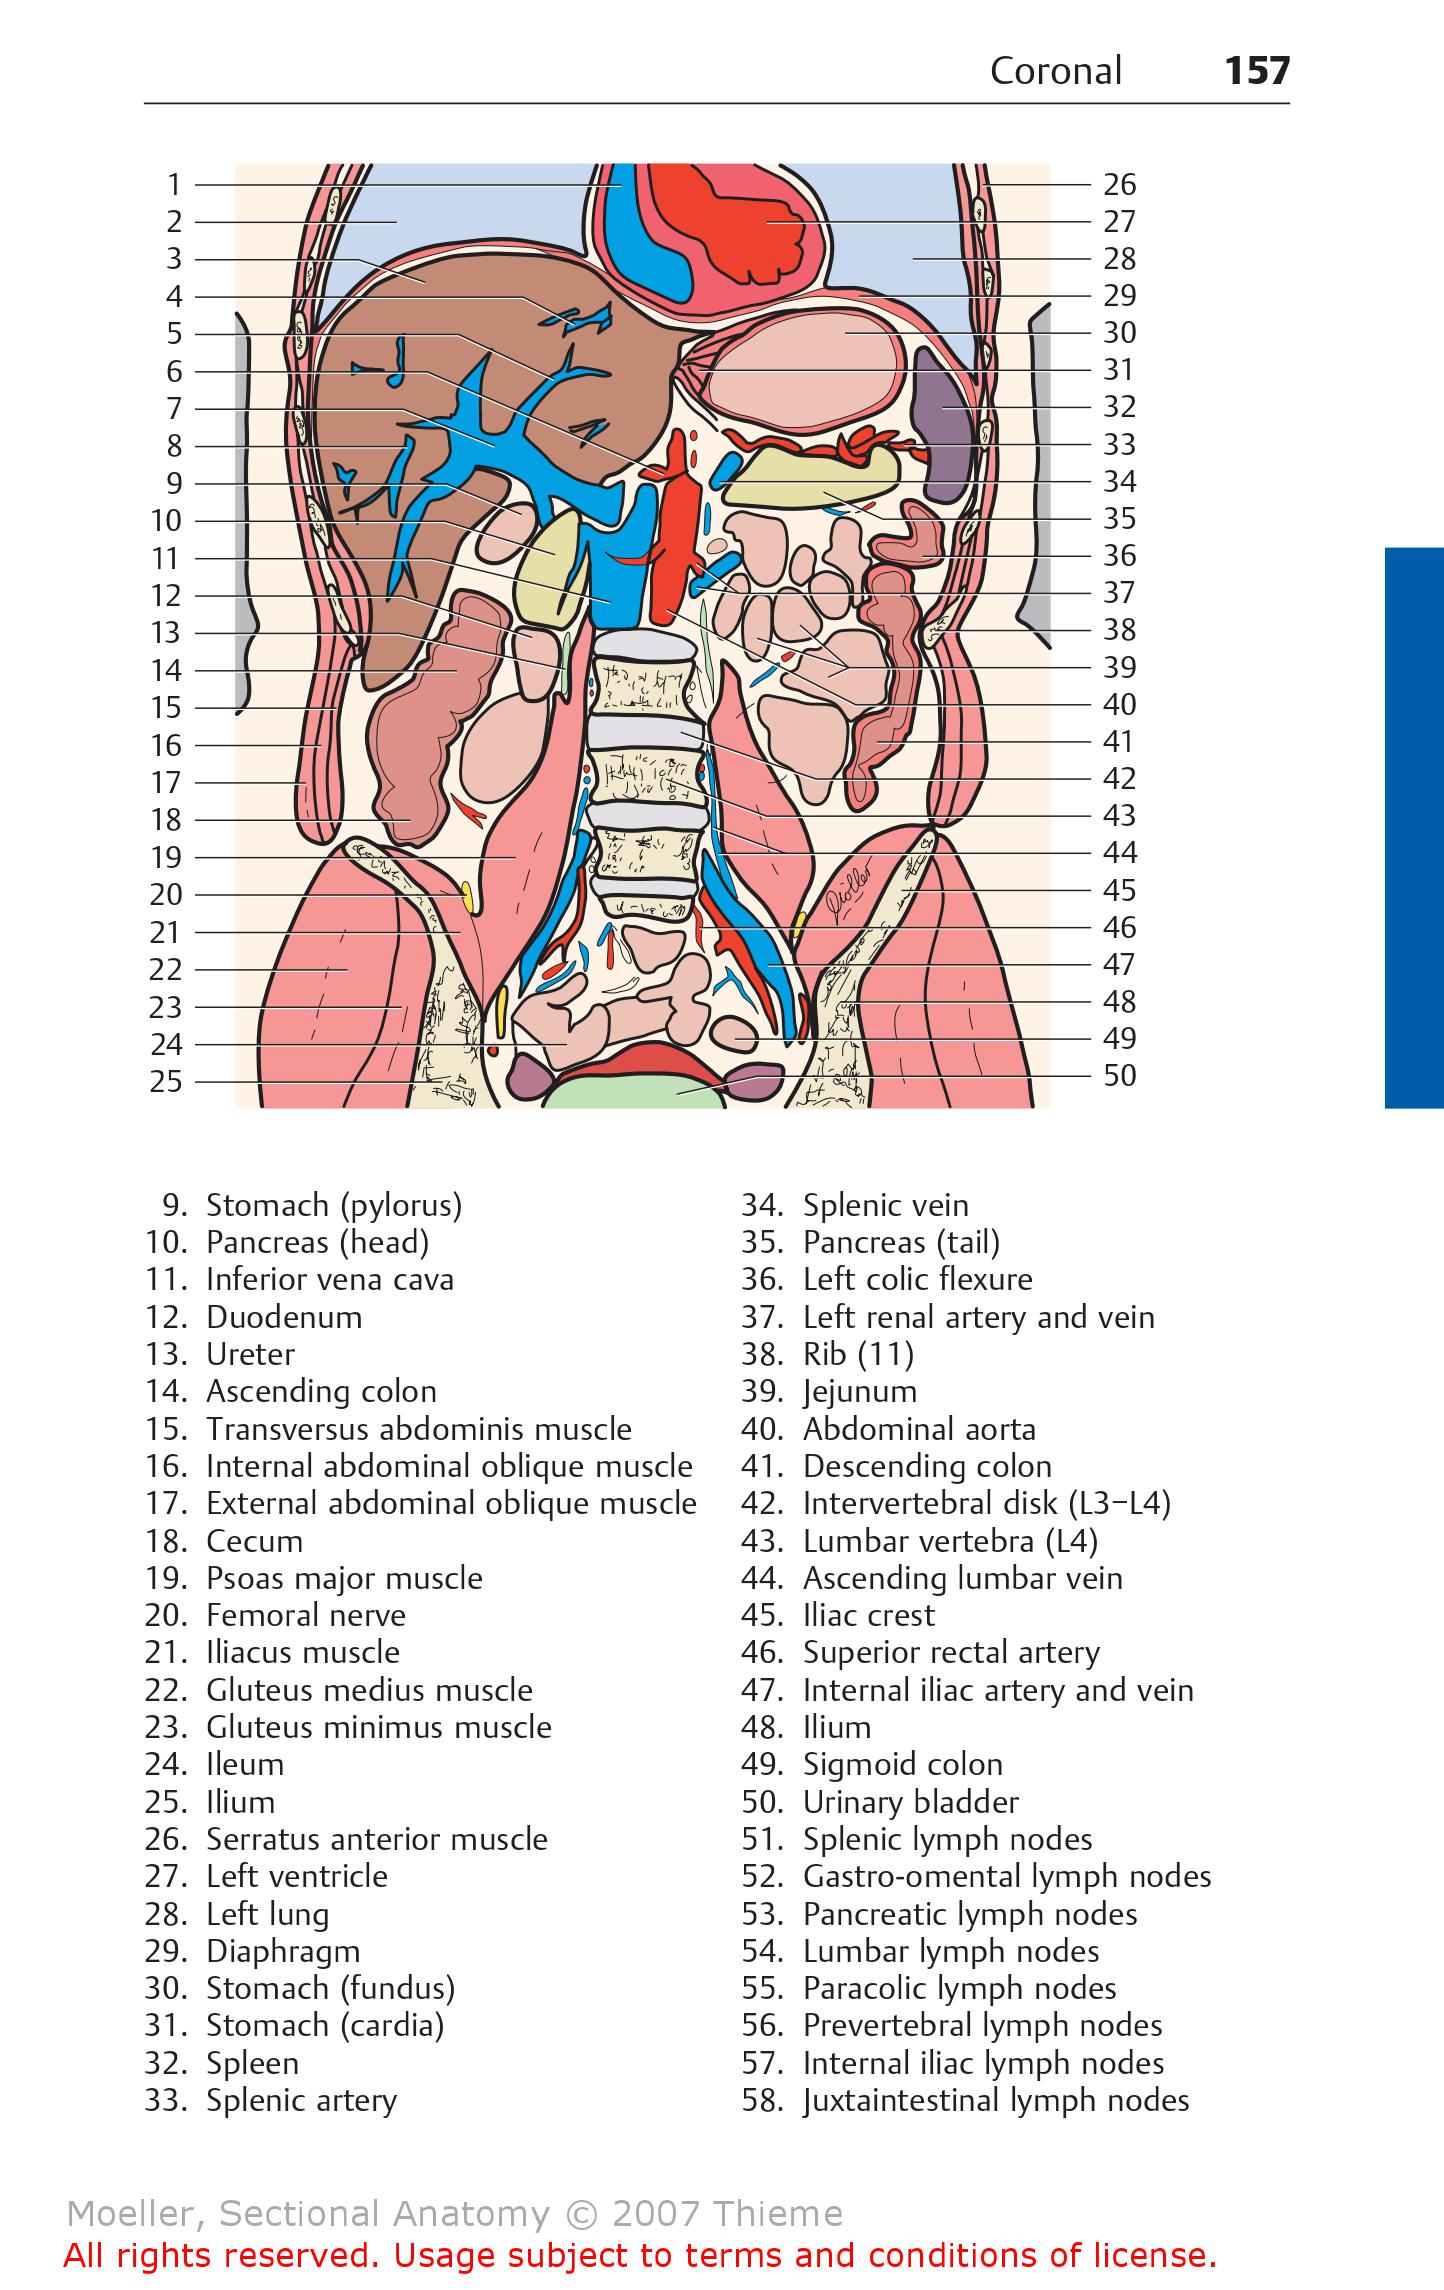 Coronal 157
1 26
2 27
3 28
4 29
5 30
6 31
7 32
8 33
9 34
10 35
11 36
12 37
13 38
14 39
15 40
16 41
17 42
18 43
19 44
20 45
21 46
22 47
23 48
24 49
25 50
9. Stomach (pylorus)
10. Pancreas (head)
11. Inferior vena cava
12. Duodenum
13. Ureter
14. Ascending colon
15. Transversus abdominis muscle
16. Internal abdominal oblique muscle
17. External abdominal oblique muscle
18. Cecum
19. Psoas major muscle
20. Femoral nerve
21. Iliacus muscle
22. Gluteus medius muscle
23. Gluteus minimus muscle
24. Ileum
25. Ilium
26. Serratus anterior muscle
27. Left ventricle
28. Left lung
29. Diaphragm
30. Stomach (fundus)
31. Stomach (cardia)
32. Spleen
33. Splenic artery
34. Splenic vein
35. Pancreas (tail)
36. Left colic flexure
37. Left renal artery and vein
38. Rib (11)
39. Jejunum
40. Abdominal aorta
41. Descending colon
42. Intervertebral disk (L3–L4)
43. Lumbar vertebra (L4)
44. Ascending lumbar vein
45. Iliac crest
46. Superior rectal artery
47. Internal iliac artery and vein
48. Ilium
49. Sigmoid colon
50. Urinary bladder
51. Splenic lymph nodes
52. Gastro-omental lymph nodes
53. Pancreatic lymph nodes
54. Lumbar lymph nodes
55. Paracolic lymph nodes
56. Prevertebral lymph nodes
57. Internal iliac lymph nodes
58. Juxtaintestinal lymph nodes
Moeller, Sectional Anatomy © 2007 Thieme
All rights reserved. Usage subject to terms and conditions of license.